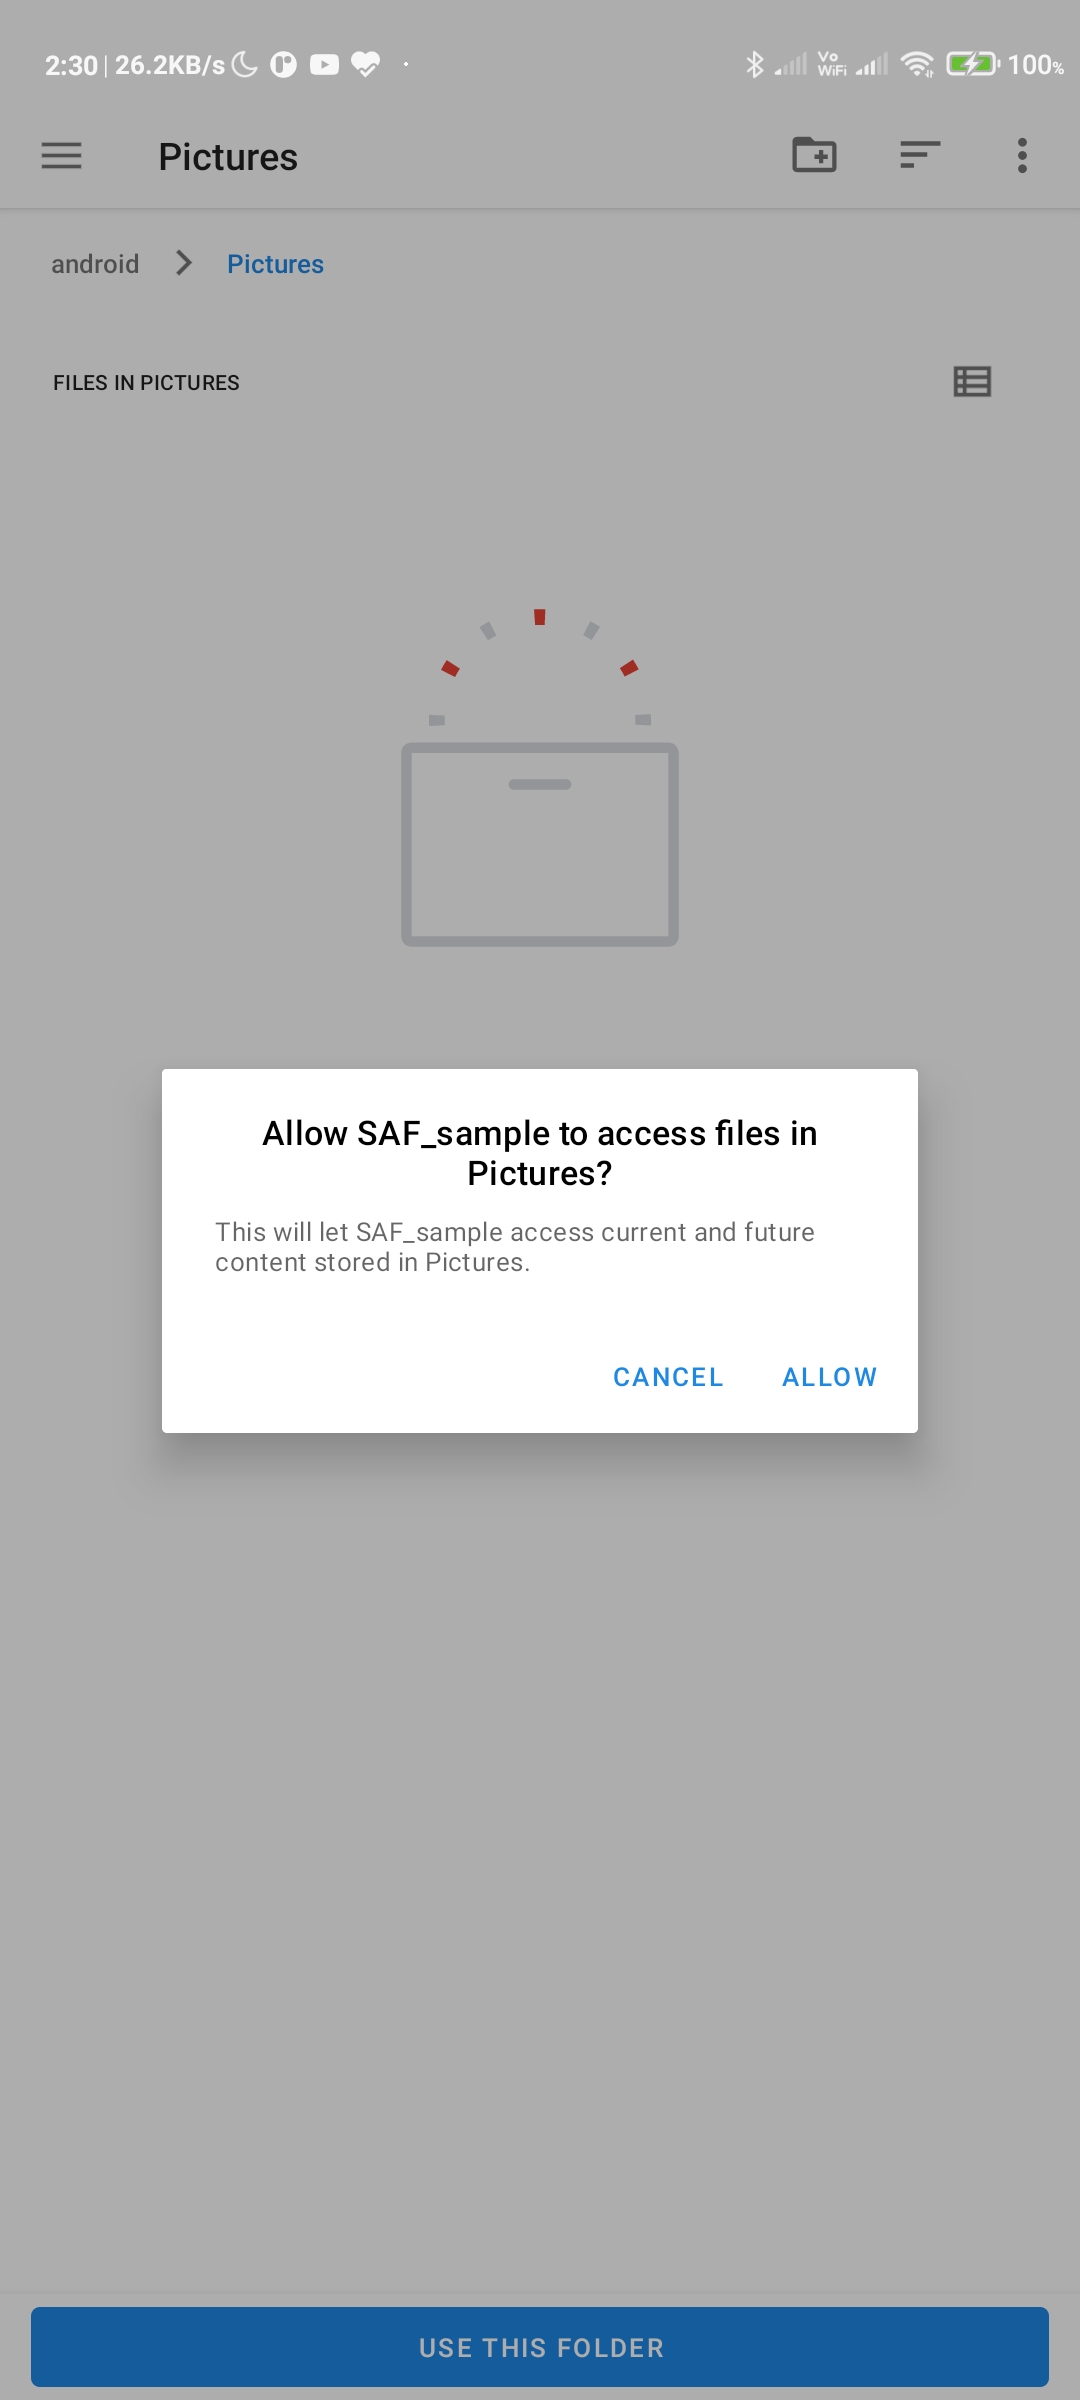 2:30 | 26.2KB/s Vo WiFi 100%
Pictures
android Pictures
FILES IN PICTURES
Allow SAF_sample to access files in
Pictures?
This will let SAF_sample access current and future
content stored in Pictures.
CANCEL ALLOW
USE THIS FOLDER